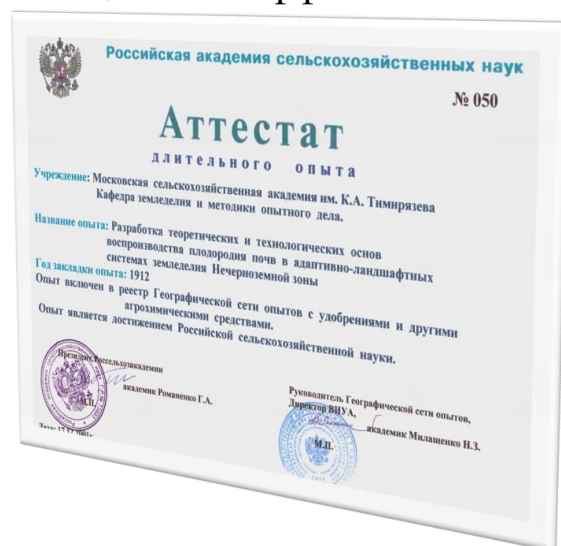 Российская академия сельскохозяйственных наук
№ 050
Аттестат
длительного опыта
Учреждение: Московская сельскохозяйственная академия им. К.А. Тимирязева
Кафедра земледелия и методики опытного дела.
Название опыта: Разработка теоретических и технологических основ
воспроизводства плодородия почв в адаптивно-ландшафтных
системах земледелия Нечерноземной зоны
Год закладки опыта: 1912
Опыт включен в реестр Географической сети опытов с удобрениями и другими
агрохимическими средствами.
Опыт является достижением Российской сельскохозяйственной науки.
Президент Россельхозакадемии
академик Романенко Г.А.
М.П.
Руководитель Географической сети опытов,
Директор ВИУА,
академик Милащенко Н.З.
М.П.